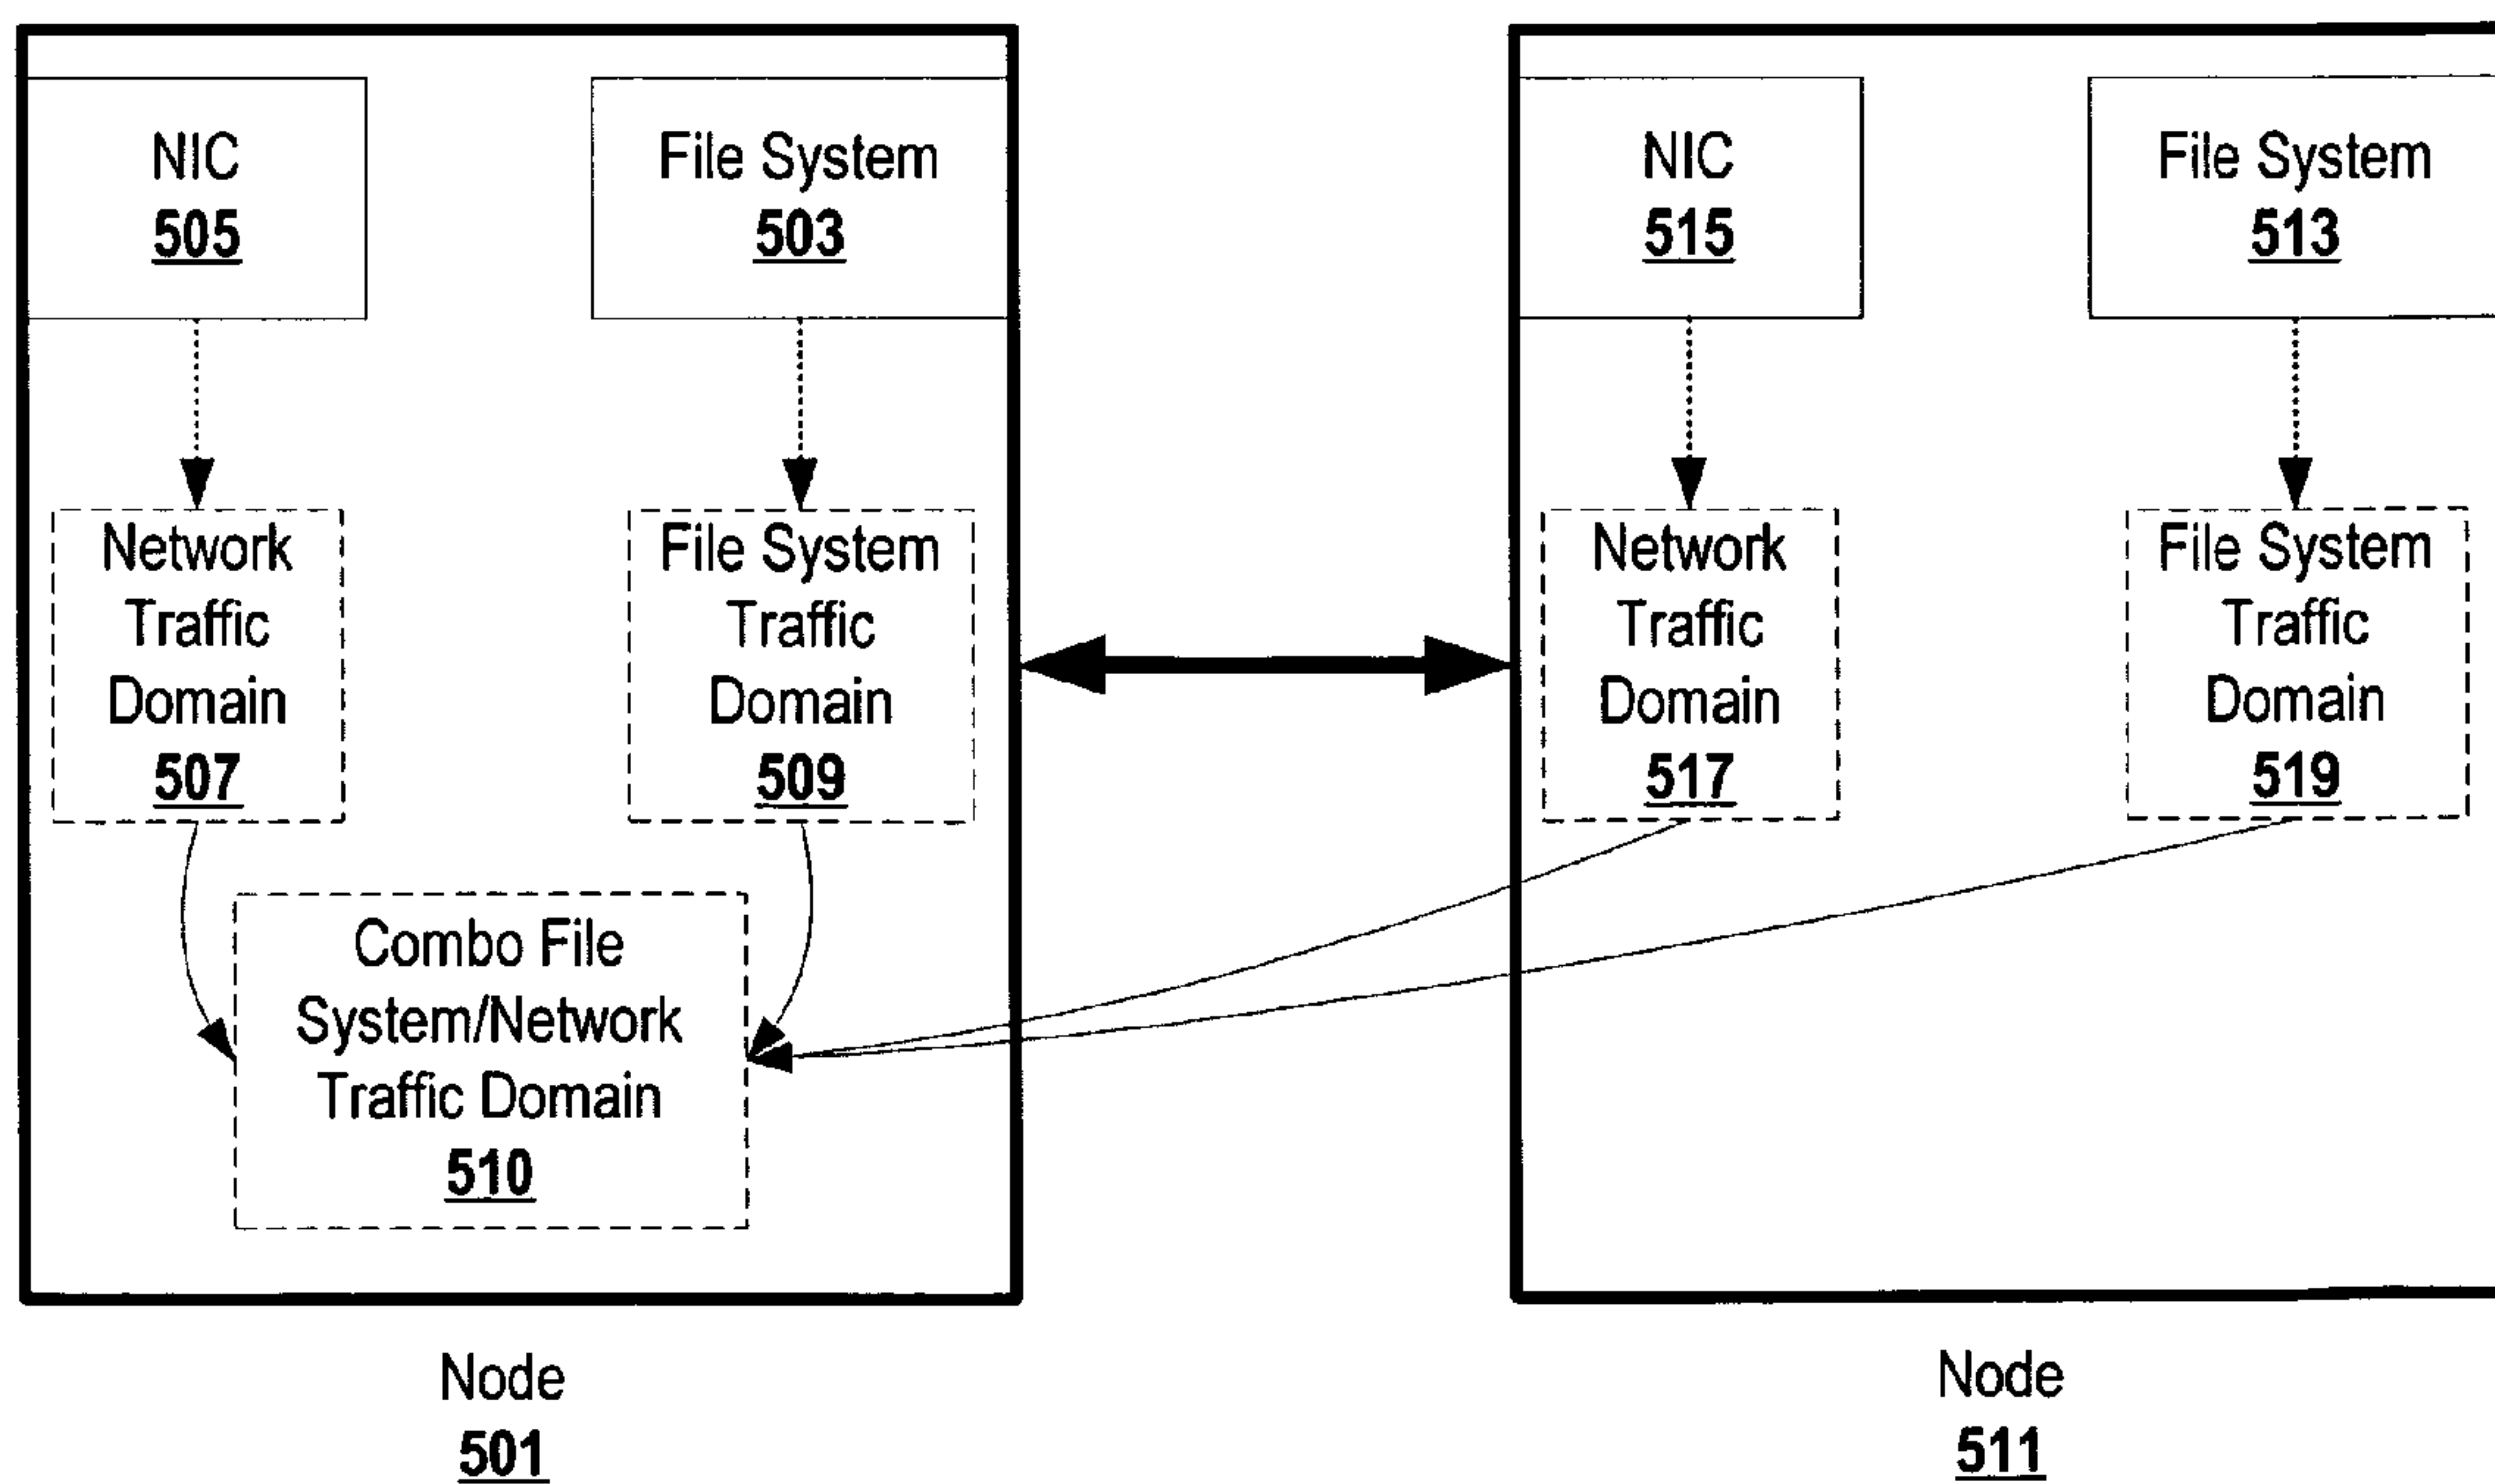 NIC
505
File System
503
NIC
515
File System
513
Network
Traffic
Domain
507
File System
Traffic
Domain
509
Network
Traffic
Domain
517
File System
Traffic
Domain
519
Combo File
System/Network
Traffic Domain
510
Node
501
Node
511